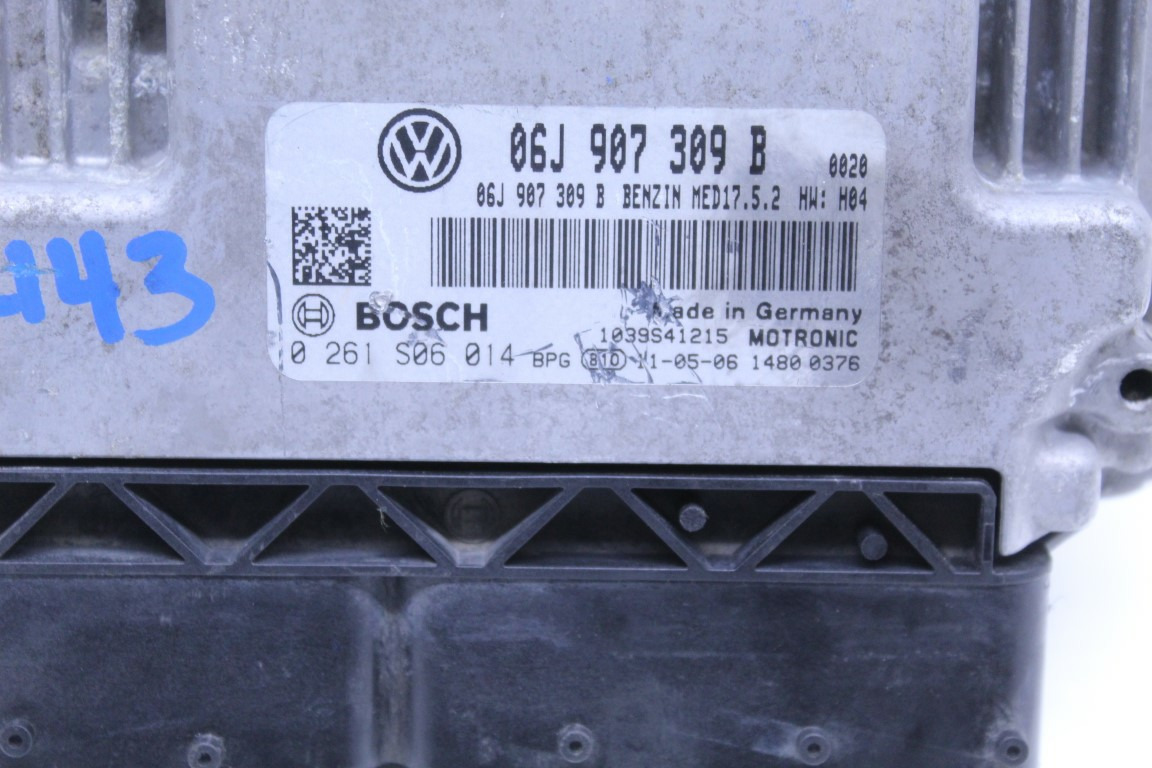 06J 907 309 B 0020
06J 907 309 B BENZIN MED17.5.2 HW: H04
BOSCH
Made in Germany
1039S41215 MOTRONIC
0 261 S06 014 BPG 810 11-05-06 1480 0376
443